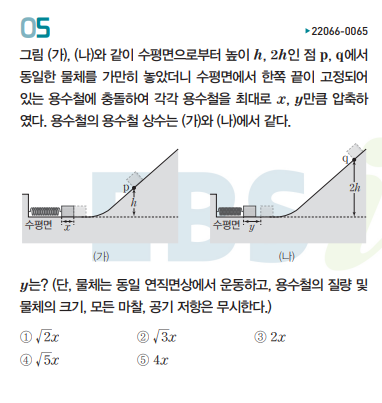 05
▶22066-0065
그림 (가), (나)와 같이 수평면으로부터 높이 h, 2h인 점 p, q에서
동일한 물체를 가만히 놓았더니 수평면에서 한쪽 끝이 고정되어
있는 용수철에 충돌하여 각각 용수철을 최대로 x, y만큼 압축하
였다. 용수철의 용수철 상수는 (가)와 (나)에서 같다.
p
h
수평면
x
(가)
q
2h
수평면
y
(나)
EBSi
y는? (단, 물체는 동일 연직면상에서 운동하고, 용수철의 질량 및
물체의 크기, 모든 마찰, 공기 저항은 무시한다.)
① √2x ② √3x ③ 2x
④ √5x ⑤ 4x